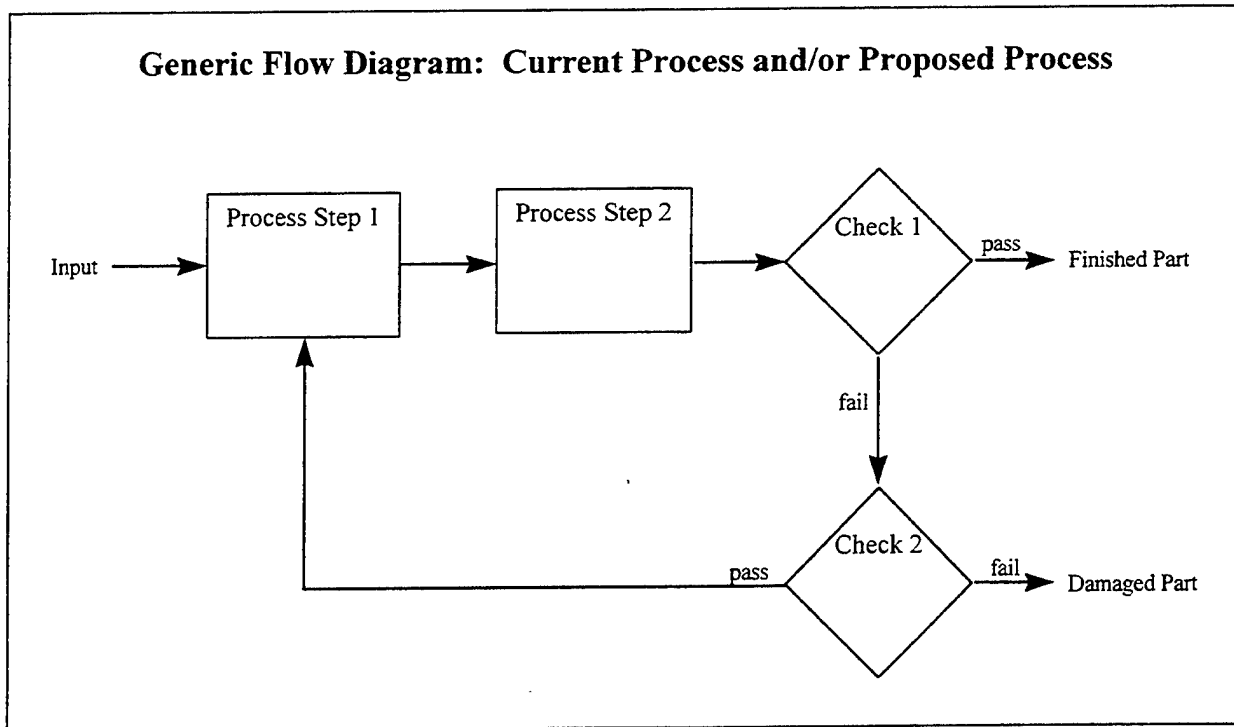 Generic Flow Diagram: Current Process and/or Proposed Process
Process Step 1
Process Step 2
Check 1
Input
pass
Finished Part
fail
Check 2
pass
fail
Damaged Part